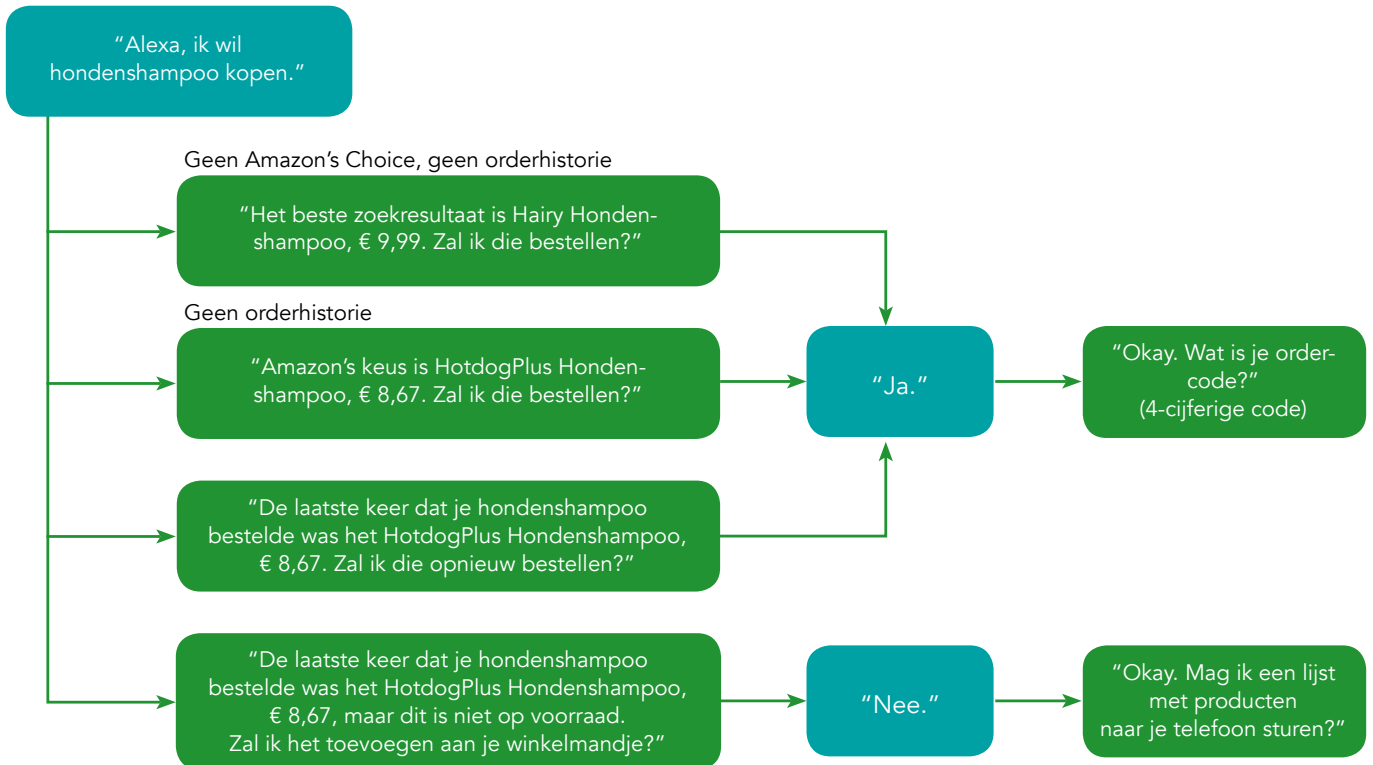 “Alexa, ik wil
hondenshampoo kopen.”
Geen Amazon’s Choice, geen orderhistorie
“Het beste zoekresultaat is Hairy Honden-
shampoo, € 9,99. Zal ik die bestellen?”
Geen orderhistorie
“Amazon’s keus is HotdogPlus Honden-
shampoo, € 8,67. Zal ik die bestellen?”
“Ja.”
“Okay. Wat is je order-
code?”
(4-cijferige code)
“De laatste keer dat je hondenshampoo
bestelde was het HotdogPlus Hondenshampoo,
€ 8,67. Zal ik die opnieuw bestellen?”
“De laatste keer dat je hondenshampoo
bestelde was het HotdogPlus Hondenshampoo,
€ 8,67, maar dit is niet op voorraad.
Zal ik het toevoegen aan je winkelmandje?”
“Nee.”
“Okay. Mag ik een lijst
met producten
naar je telefoon sturen?”